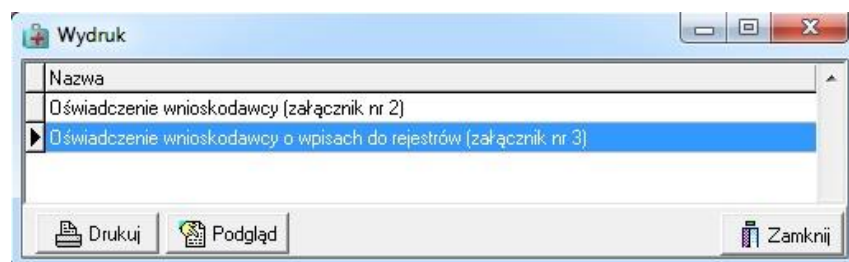 Wydruk
Nazwa
Oświadczenie wnioskodawcy (załącznik nr 2)
Oświadczenie wnioskodawcy o wpisach do rejestrów (załącznik nr 3)
Drukuj Podgląd Zamknij